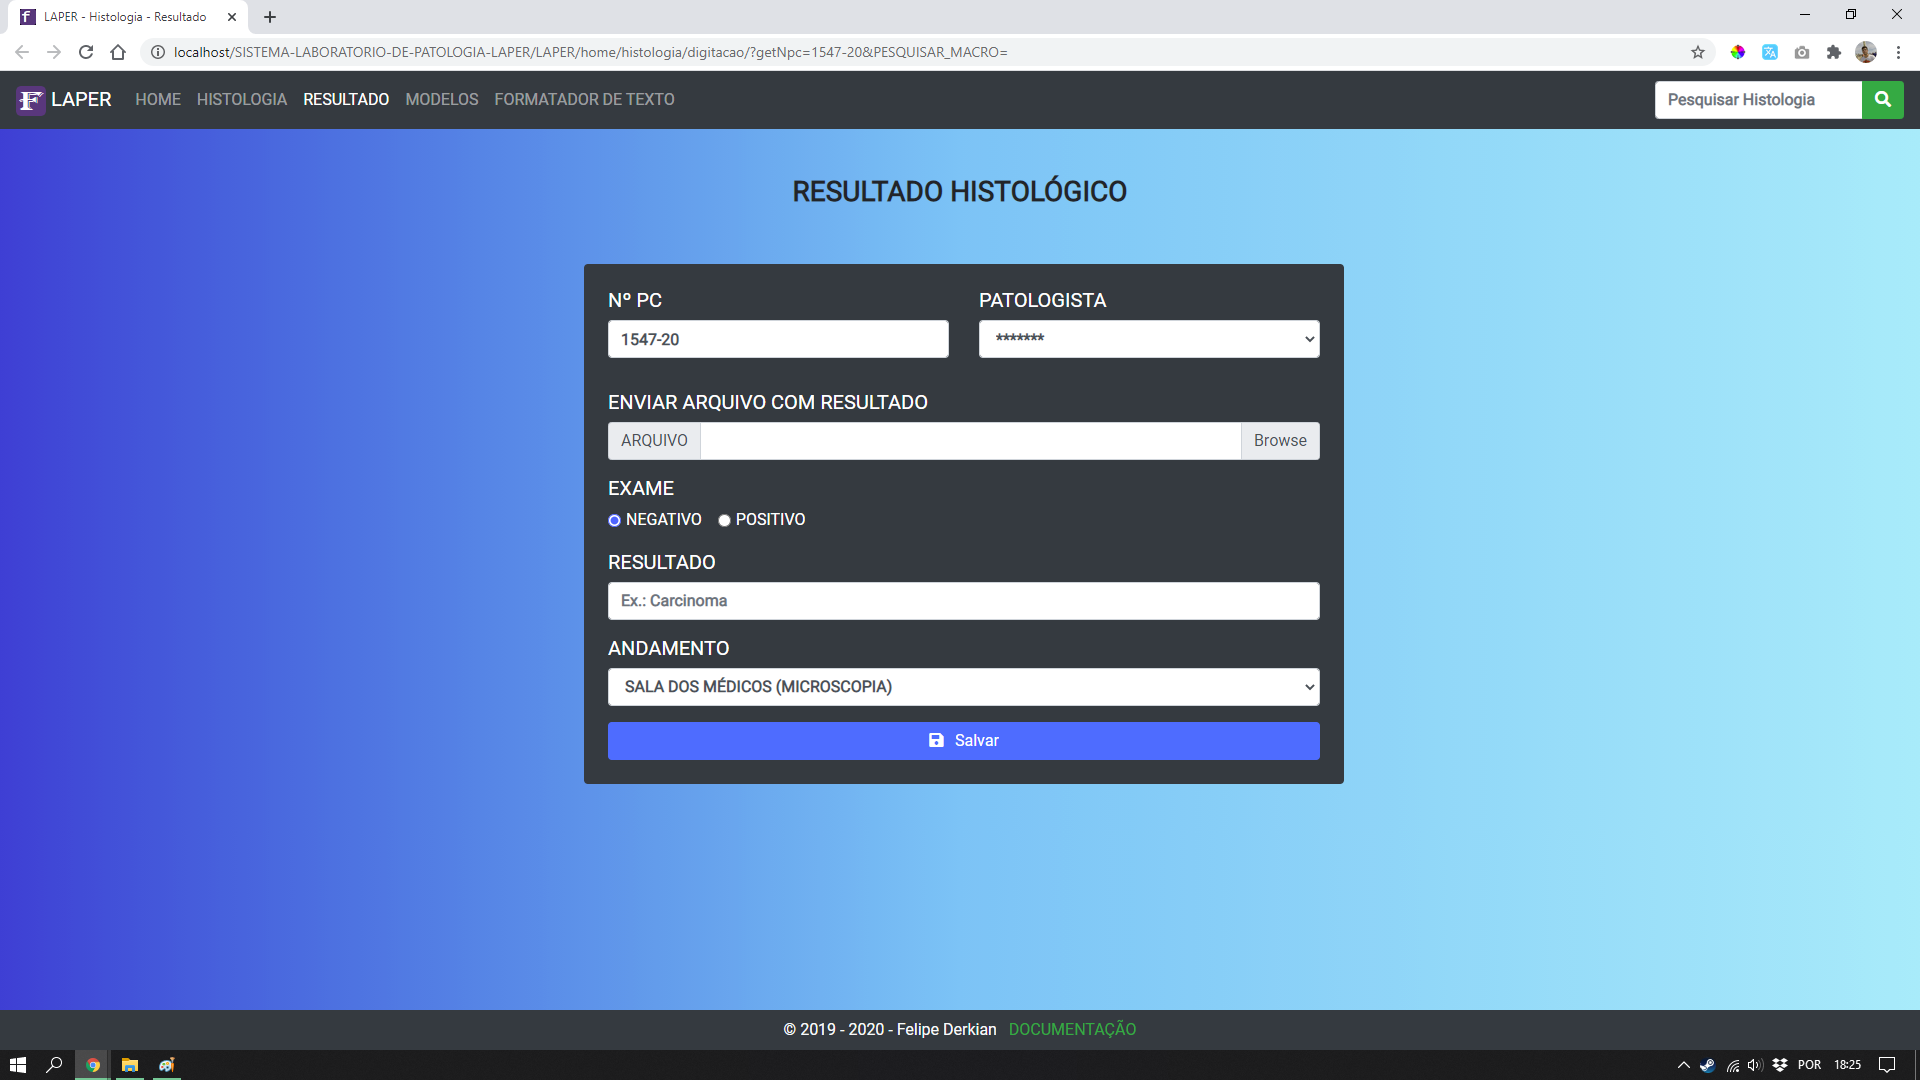 LAPER - Histologia - Resultado
localhost/SISTEMA-LABORATORIO-DE-PATOLOGIA-LAPER/LAPER/home/histologia/digitacao/?getNpc=1547-20&PESQUISAR_MACRO=
LAPER HOME HISTOLOGIA RESULTADO MODELOS FORMATADOR DE TEXTO Pesquisar Histologia
RESULTADO HISTOLÓGICO
Nº PC PATOLOGISTA
1547-20 *******
ENVIAR ARQUIVO COM RESULTADO
ARQUIVO Browse
EXAME
NEGATIVO POSITIVO
RESULTADO
Ex.: Carcinoma
ANDAMENTO
SALA DOS MÉDICOS (MICROSCOPIA)
Salvar
© 2019 - 2020 - Felipe Derkian DOCUMENTAÇÃO
POR 18:25